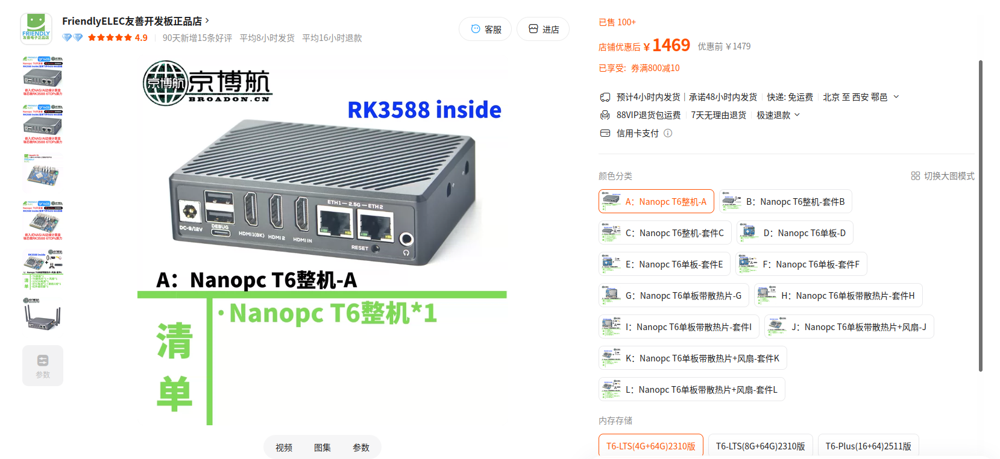 FriendlyELEC友善开发板正品店
4.9
90天新增15条好评 平均8小时发货 平均16小时退款
客服
进店
FRIENDLY
友善电子正品店
参数
京博航
京博航
BROADON.CN
RK3588 inside
ETH1 — 2.5G — ETH2
DC-9/12V
DEBUG
HDMI1(8K)
HDMI 2
HDMI IN
RESET
A：Nanopc T6整机-A
清单
·Nanopc T6整机*1
视频 图集 参数
已售 100+
店铺优惠后 ￥1469 优惠前 ￥1479
已享受: 券满800减10
预计4小时内发货 | 承诺48小时内发货 快递: 免运费 北京 至 西安 鄠邑
88VIP退货包运费 7天无理由退货 极速退款
信用卡支付
颜色分类
切换大图模式
A：Nanopc T6整机-A
B：Nanopc T6整机-套件B
C：Nanopc T6整机-套件C
D：Nanopc T6单板-D
E：Nanopc T6单板-套件E
F：Nanopc T6单板-套件F
G：Nanopc T6单板带散热片-G
H：Nanopc T6单板带散热片-套件H
I：Nanopc T6单板带散热片-套件I
J：Nanopc T6单板带散热片+风扇-J
K：Nanopc T6单板带散热片+风扇-套件K
L：Nanopc T6单板带散热片+风扇-套件L
内存存储
T6-LTS(4G+64G)2310版
T6-LTS(8G+64G)2310版
T6-Plus(16+64)2511版